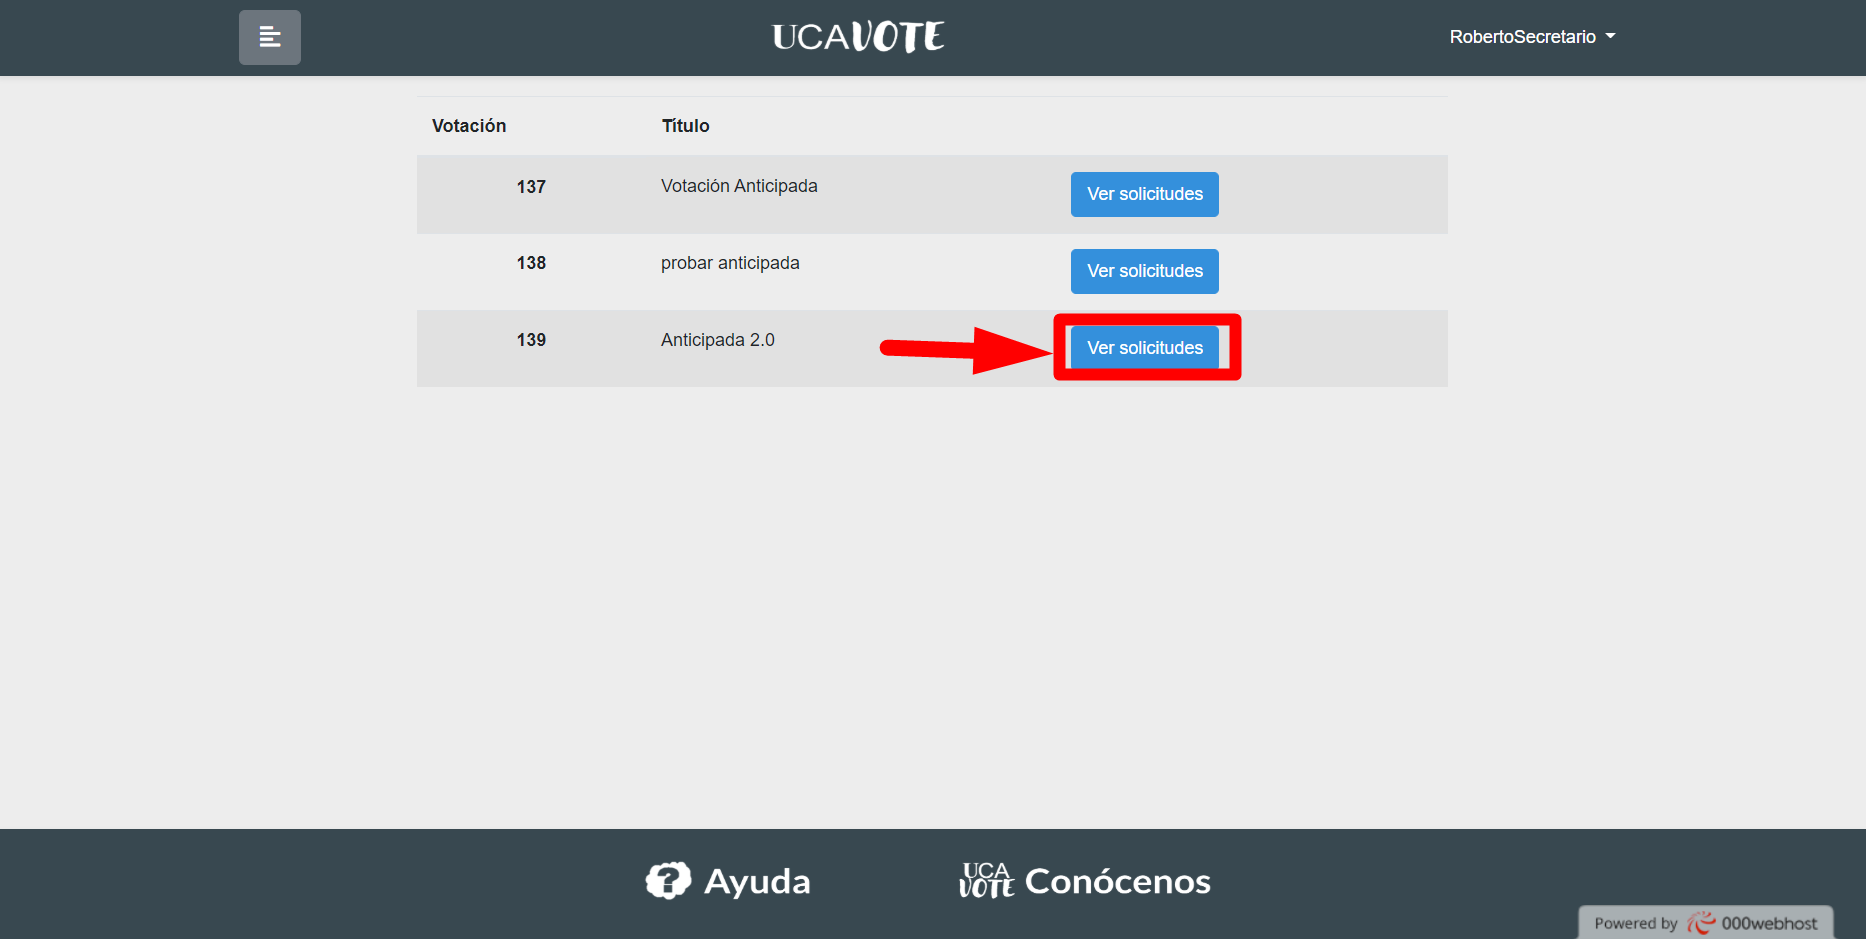 UCAVOTE
RobertoSecretario
Votación Título
137 Votación Anticipada Ver solicitudes
138 probar anticipada Ver solicitudes
139 Anticipada 2.0 Ver solicitudes
Ayuda
UCA
VOTE
Conócenos
Powered by 000webhost